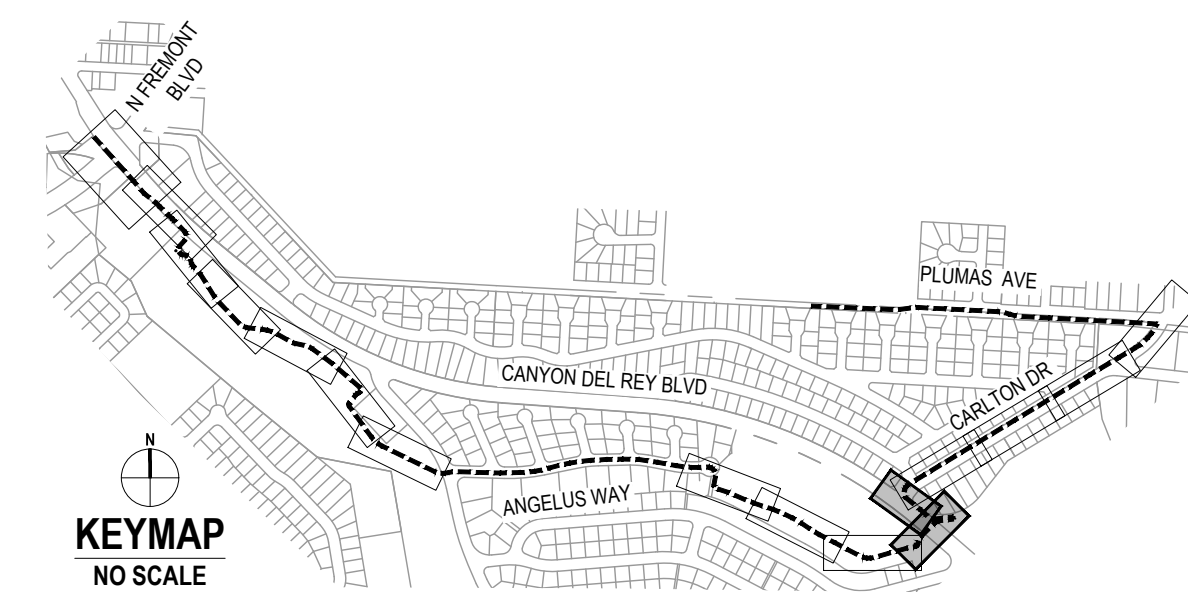 N FREMONT
BLVD
PLUMAS AVE
CANYON DEL REY BLVD
CARLTON DR
ANGELUS WAY
N
KEYMAP
NO SCALE